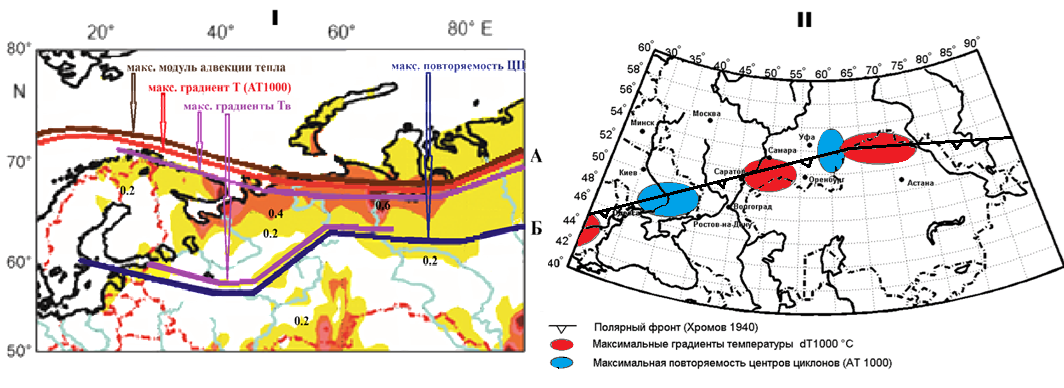 I
II
20°
40°
60°
80° E
80°
N
70°
60°
50°
макс. модуль адвекции тепла
макс. градиент T (АТ1000)
макс. градиенты Тв
макс. повторяемость ЦЦ
0.2
0.4
0.6
0.2
0.2
0.2
А
Б
60°
30°
35°
40°
45°
50°
55°
60°
65°
70°
75°
80°
85°
90°
58°
56°
54°
52°
50°
48°
46°
44°
42°
40°
Москва
Минск
Уфа
Самара
Киев
Саратов
Оренбург
Астана
Волгоград
Ростов-на-Дону
Полярный фронт (Хромов 1940)
Максимальные градиенты температуры dT1000 °C
Максимальная повторяемость центров циклонов (АТ 1000)